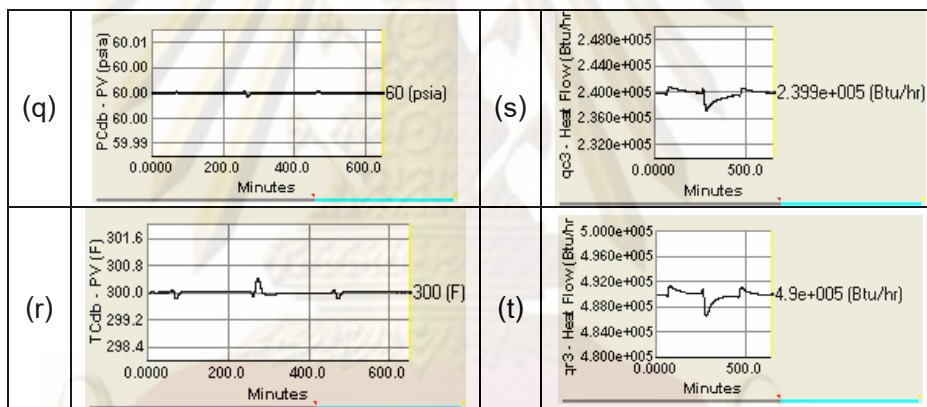 (q)
PCdb - PV (psia)
60.01
60.00
60.00
60.00
59.99
0.0000 200.0 400.0 600.0
Minutes
60 (psia)
(s)
qc3 - Heat Flow (Btu/hr
2.480e+005
2.440e+005
2.400e+005
2.360e+005
2.320e+005
0.0000 500.0
Minutes
2.399e+005 (Btu/hr)
(r)
TCdb - PV (F)
301.6
300.8
300.0
299.2
298.4
0.0000 200.0 400.0 600.0
Minutes
300 (F)
(t)
qr3 - Heat Flow (Btu/hr
5.000e+005
4.960e+005
4.920e+005
4.880e+005
4.840e+005
4.800e+005
0.0000 500.0
Minutes
4.9e+005 (Btu/hr)